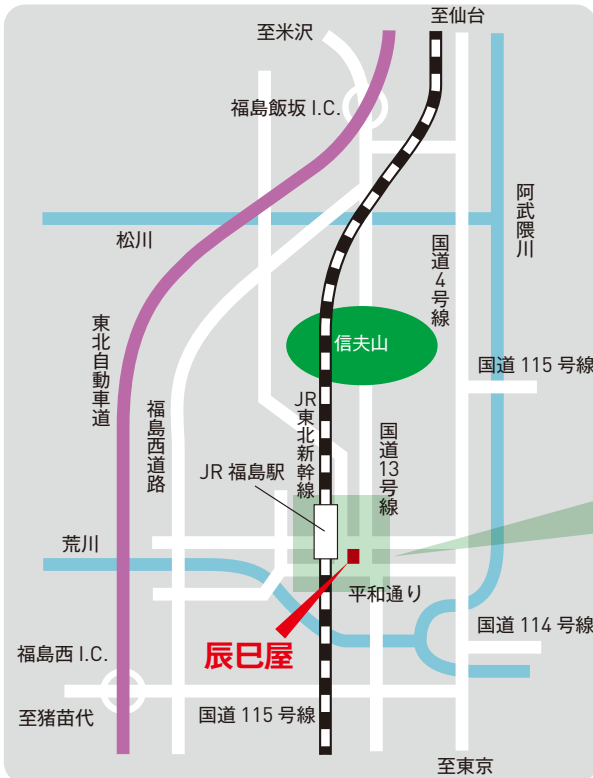 至仙台
至米沢
福島飯坂 I.C.
阿武隈川
松川
国道4号線
東北自動車道
信夫山
国道 115 号線
福島西道路
JR東北新幹線
国道13号線
JR 福島駅
荒川
平和通り
国道 114 号線
辰巳屋
福島西 I.C.
至猪苗代
国道 115 号線
至東京